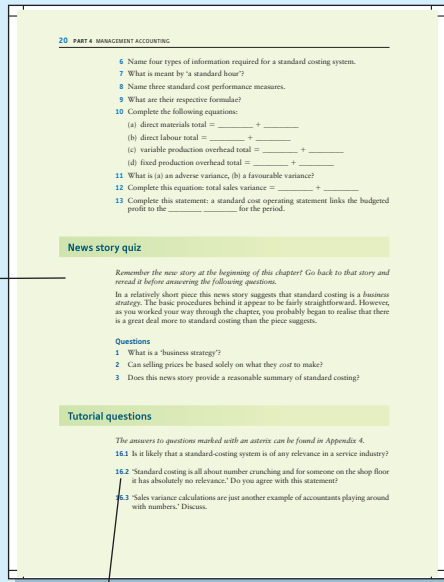 20 PART 4 MANAGEMENT ACCOUNTING
6 Name four types of information required for a standard costing system.
7 What is meant by ‘a standard hour’?
8 Name three standard cost performance measures.
9 What are their respective formulae?
10 Complete the following equations:
(a) direct materials total = ________ + ________
(b) direct labour total = ________ + ________
(c) variable production overhead total = ________ + ________
(d) fixed production overhead total = ________ + ________
11 What is (a) an adverse variance, (b) a favourable variance?
12 Complete this equation: total sales variance = ________ + ________
13 Complete this statement: a standard cost operating statement links the budgeted
profit to the ________ ________ for the period.
News story quiz
Remember the new story at the beginning of this chapter? Go back to that story and
reread it before answering the following questions.
In a relatively short piece this news story suggests that standard costing is a business
strategy. The basic procedures behind it appear to be fairly straightforward. However,
as you worked your way through the chapter, you probably began to realise that there
is a great deal more to standard costing than the piece suggests.
Questions
1 What is a ‘business strategy’?
2 Can selling prices be based solely on what they cost to make?
3 Does this news story provide a reasonable summary of standard costing?
Tutorial questions
The answers to questions marked with an asterix can be found in Appendix 4.
16.1 Is it likely that a standard-costing system is of any relevance in a service industry?
16.2 ‘Standard costing is all about number crunching and for someone on the shop floor
it has absolutely no relevance.’ Do you agree with this statement?
16.3 ‘Sales variance calculations are just another example of accountants playing around
with numbers.’ Discuss.